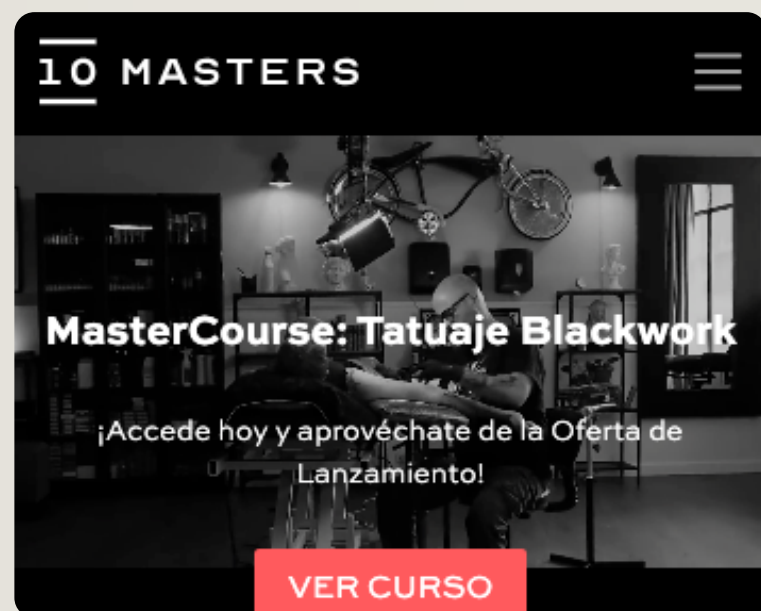 10 MASTERS
MasterCourse: Tatuaje Blackwork
¡Accede hoy y aprovéchate de la Oferta de
Lanzamiento!
VER CURSO